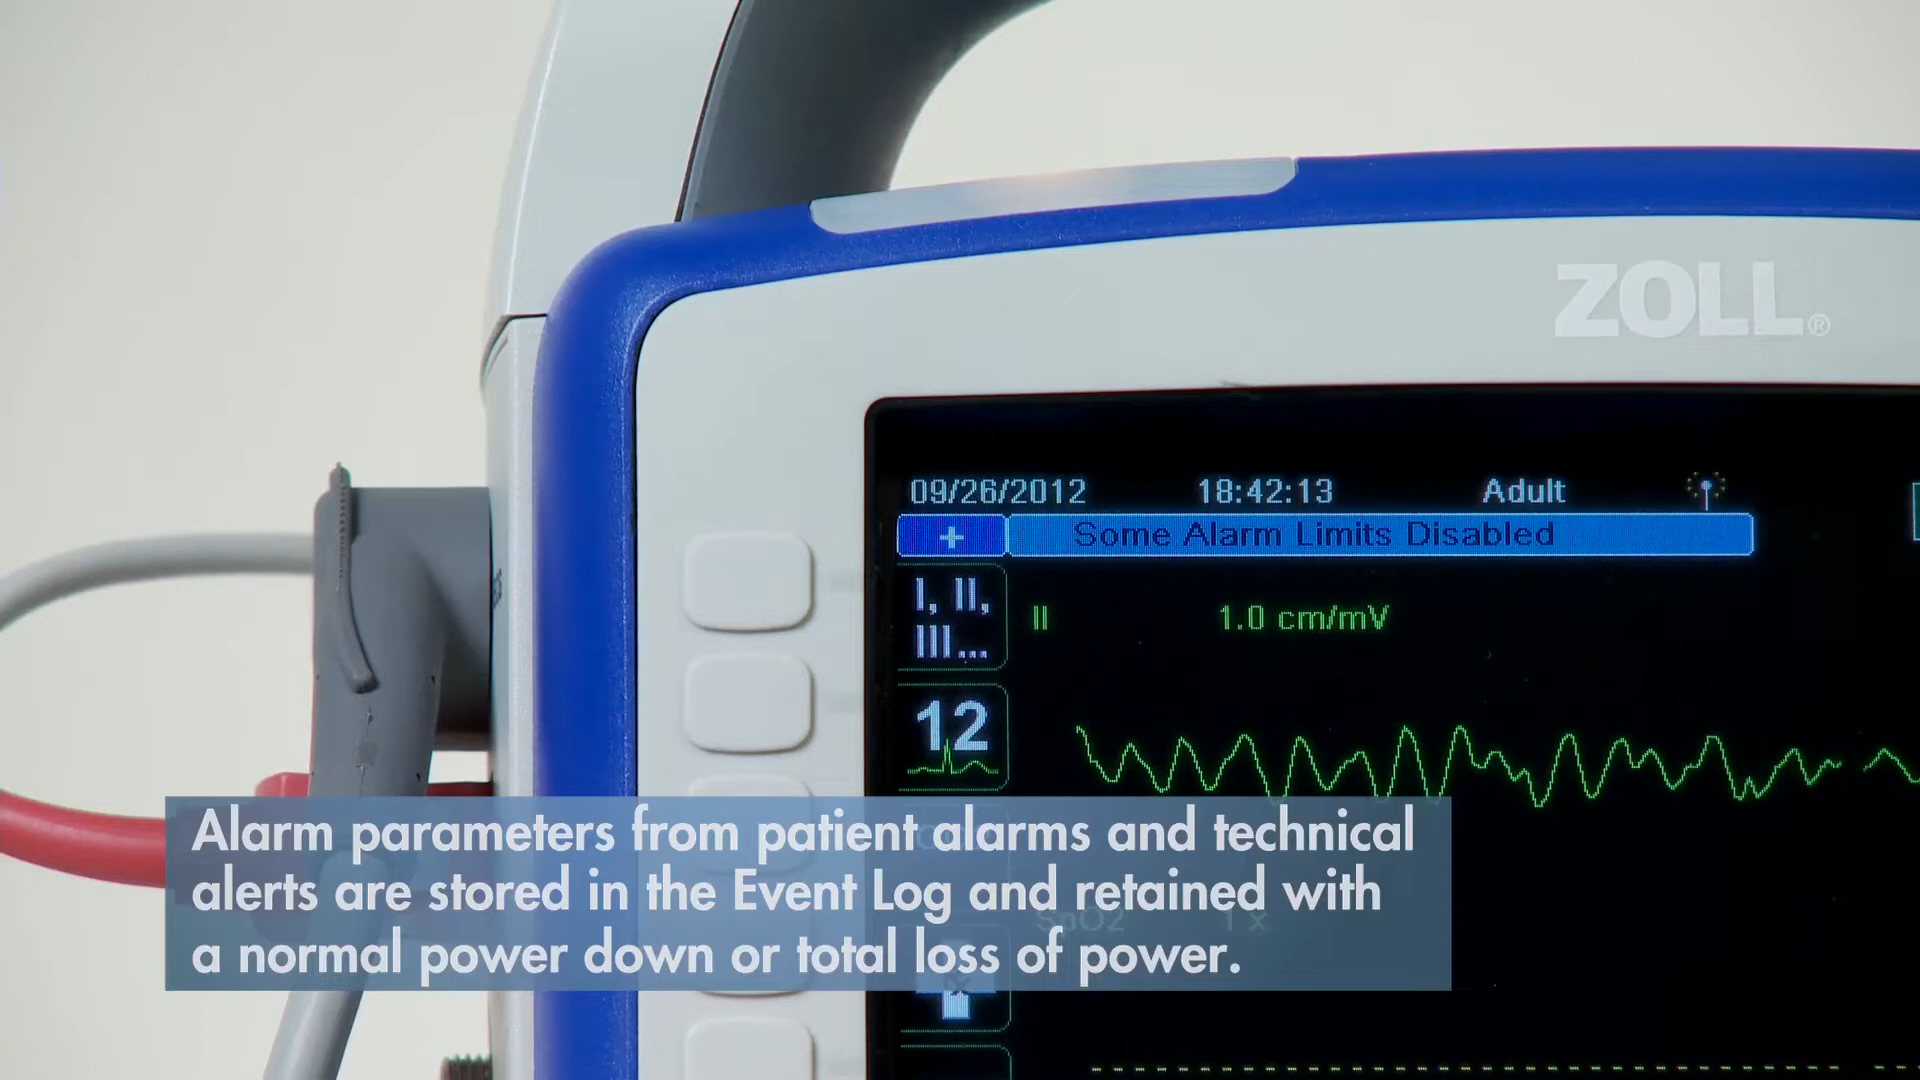 ZOLL®
09/26/2012 18:42:13 Adult
+ Some Alarm Limits Disabled
I, II,
III...
II 1.0 cm/mV
12
Alarm parameters from patient alarms and technical
alerts are stored in the Event Log and retained with
SpO2 1 x
a normal power down or total loss of power.